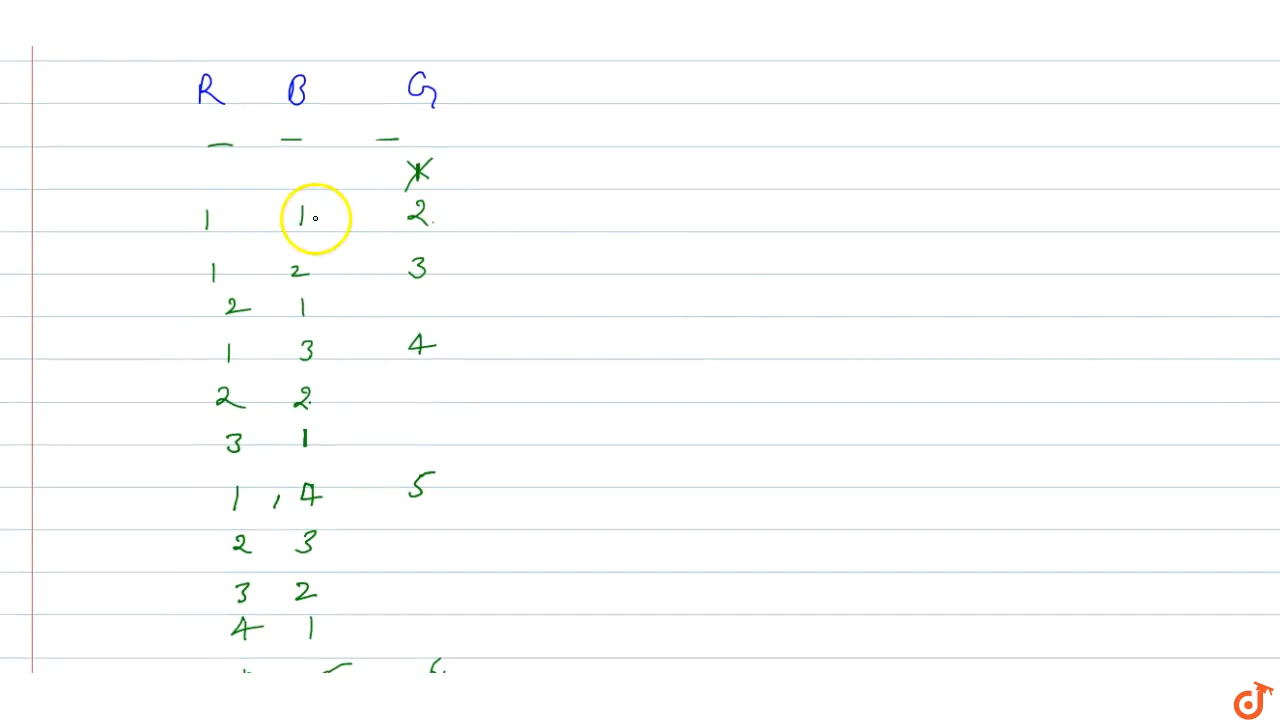 R B G
— — —
1
1 1 2
1 2 3
2 1
1 3 4
2 2
3 1
1 , 4 5
2 3
3 2
4 1